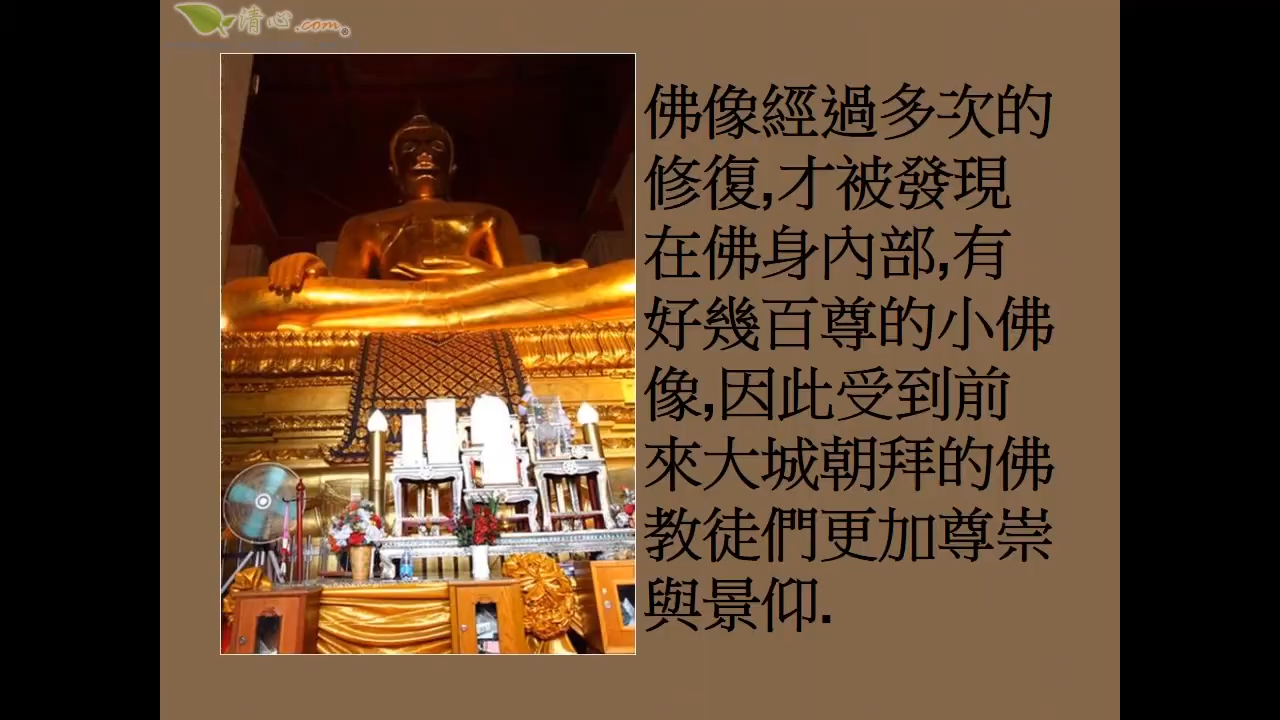 清心.com
佛像經過多次的
修復,才被發現
在佛身內部,有
好幾百尊的小佛
像,因此受到前
來大城朝拜的佛
教徒們更加尊崇
與景仰.